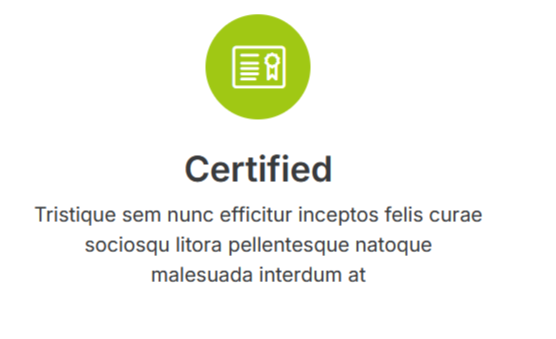 Certified
Tristique sem nunc efficitur inceptos felis curae
sociosqu litora pellentesque natoque
malesuada interdum at